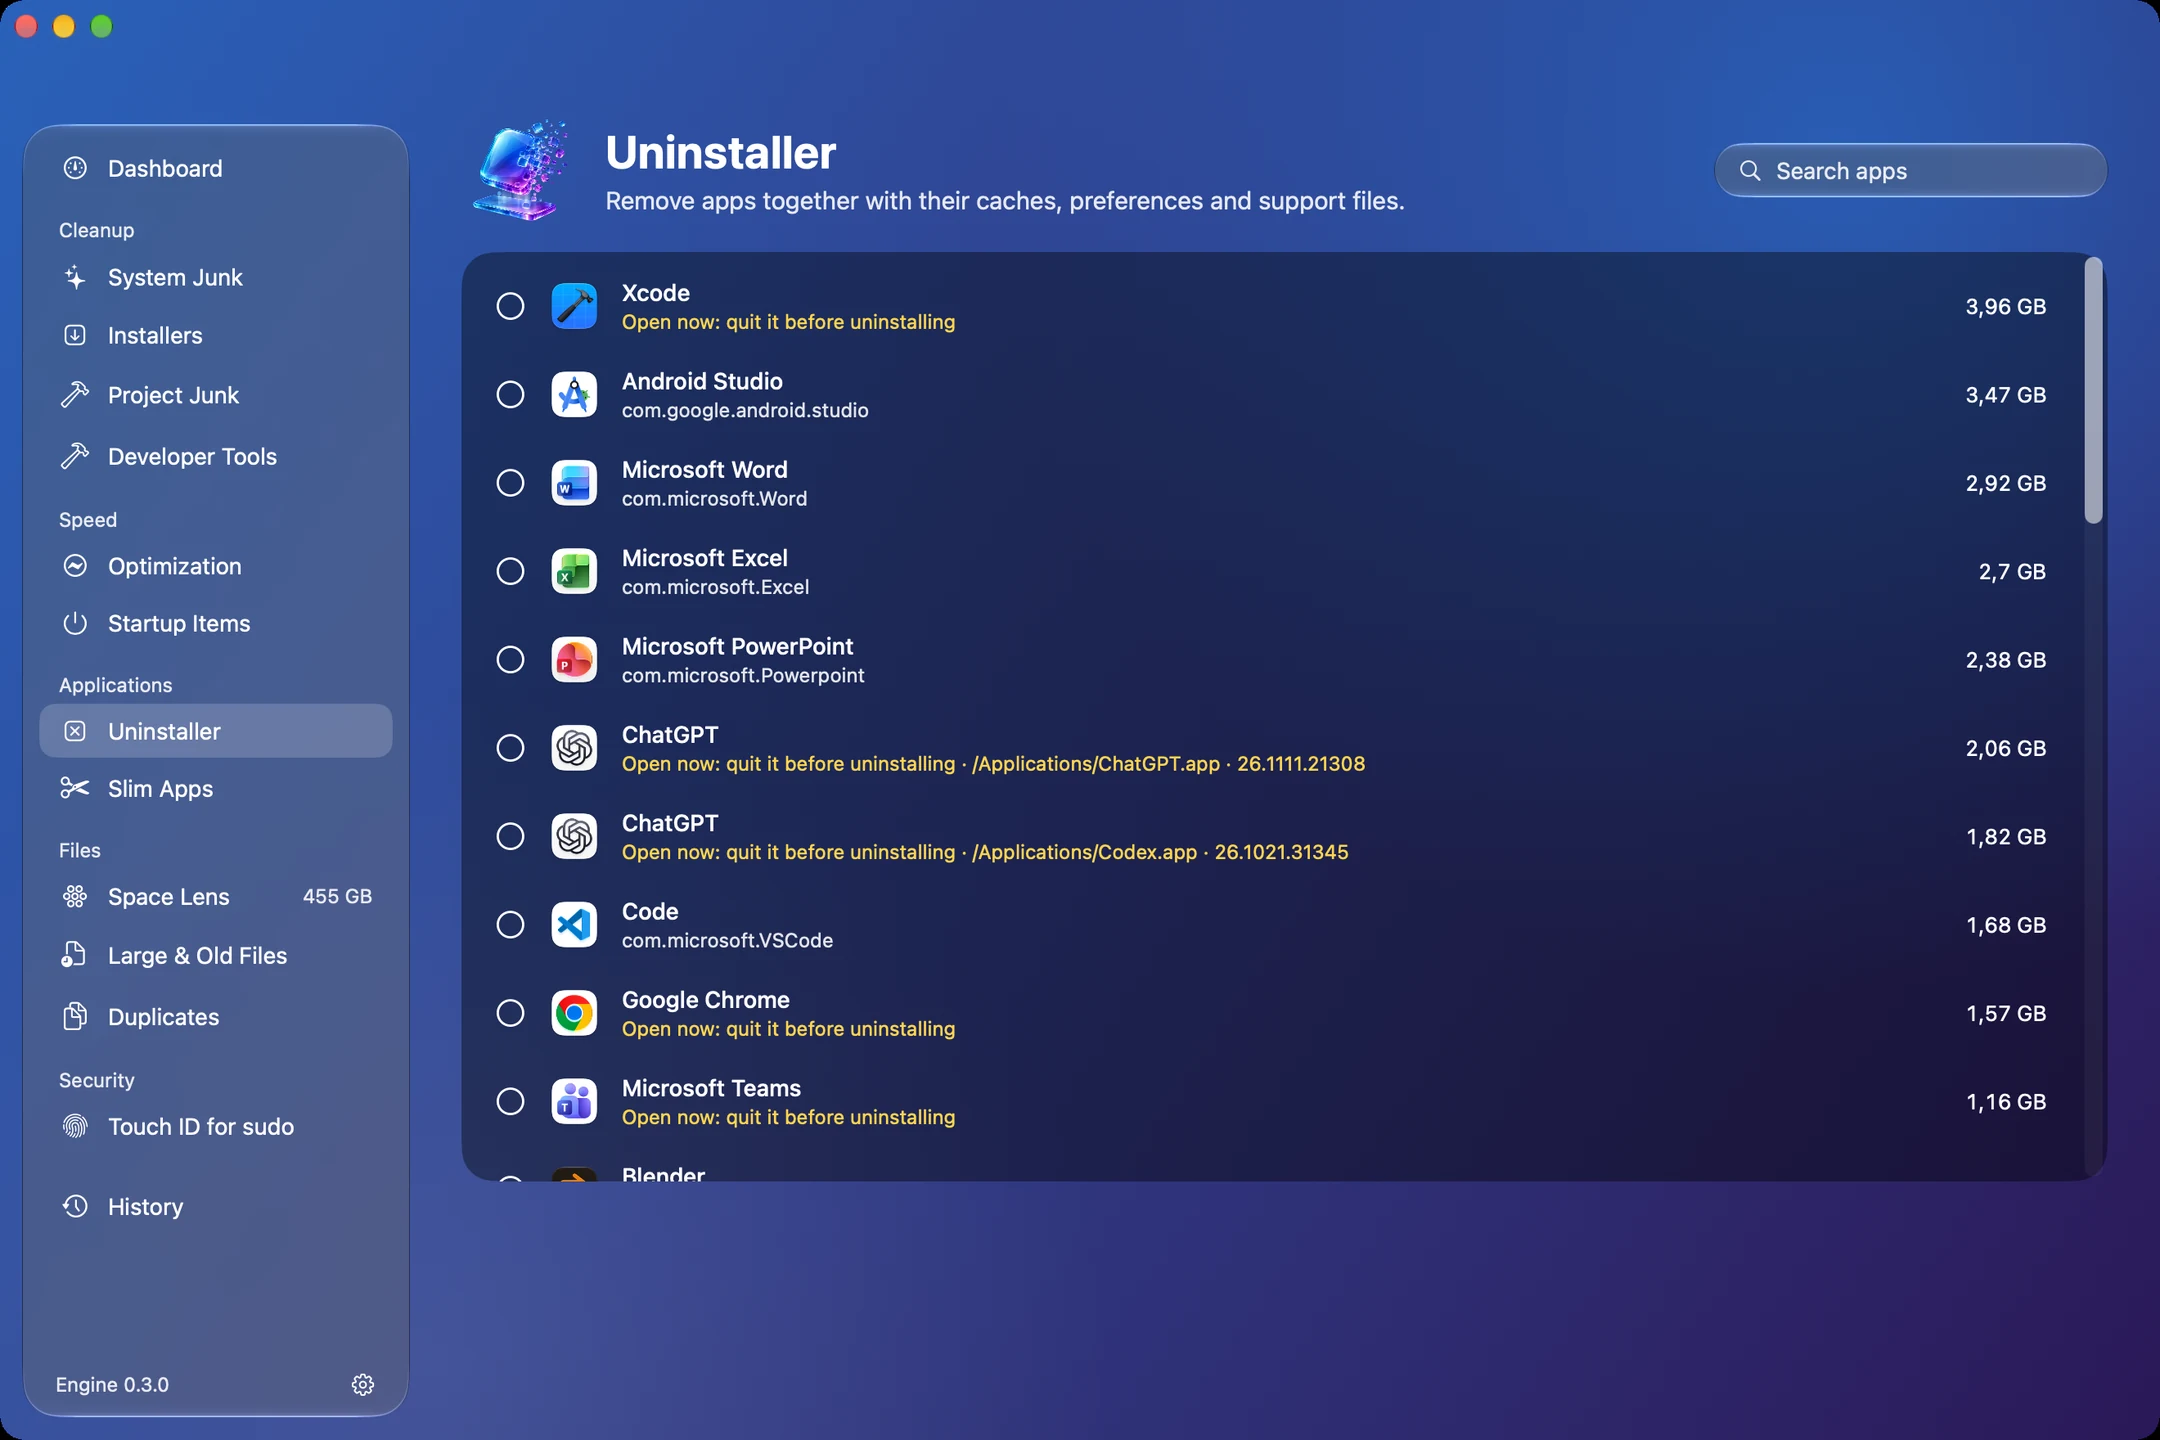 Dashboard
Cleanup
System Junk
Installers
Project Junk
Developer Tools
Speed
Optimization
Startup Items
Applications
Uninstaller
Slim Apps
Files
Space Lens 455 GB
Large & Old Files
Duplicates
Security
Touch ID for sudo
History
Engine 0.3.0
Uninstaller
Remove apps together with their caches, preferences and support files.
Search apps
Xcode
Open now: quit it before uninstalling
3,96 GB
Android Studio
com.google.android.studio
3,47 GB
Microsoft Word
com.microsoft.Word
2,92 GB
Microsoft Excel
com.microsoft.Excel
2,7 GB
Microsoft PowerPoint
com.microsoft.Powerpoint
2,38 GB
ChatGPT
Open now: quit it before uninstalling · /Applications/ChatGPT.app · 26.1111.21308
2,06 GB
ChatGPT
Open now: quit it before uninstalling · /Applications/Codex.app · 26.1021.31345
1,82 GB
Code
com.microsoft.VSCode
1,68 GB
Google Chrome
Open now: quit it before uninstalling
1,57 GB
Microsoft Teams
Open now: quit it before uninstalling
1,16 GB
Blender